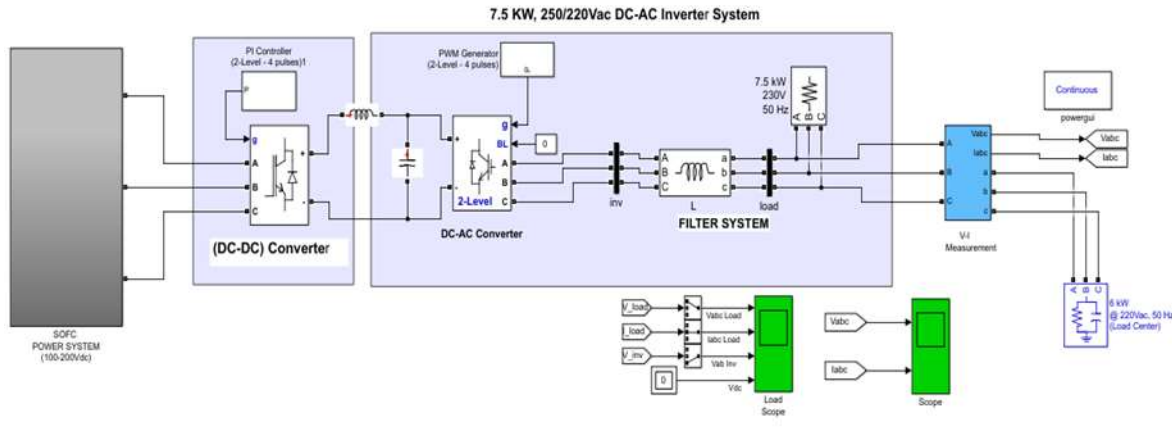 7.5 KW, 250/220Vac DC-AC Inverter System
PI Controller
(2-Level - 4 pulses)1
P
g
A
B
C
+
-
(DC-DC) Converter
SOFC
POWER SYSTEM
(100-200Vdc)
PWM Generator
(2-Level - 4 pulses)
P
+
-
g
BL
A
B
C
2-Level
0
DC-AC Converter
inv
A
B
C
a
b
c
L
FILTER SYSTEM
load
7.5 kW
230V
50 Hz
A
B
C
Continuous
powergui
A
B
C
Vabc
Iabc
a
b
c
V-I
Measurement
Vabc
Iabc
A
B
C
6 kW
@ 220Vac, 50 Hz
(Load Center)
V_load
I_load
V_inv
0
Vabc Load
Iabc Load
Vab Inv
Vdc
Load
Scope
Vabc
Iabc
Scope